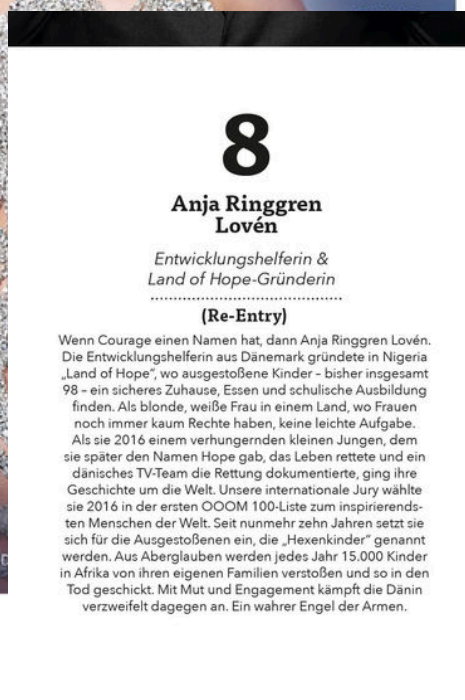 8
Anja Ringgren
Lovén
Entwicklungshelferin &
Land of Hope-Gründerin
(Re-Entry)
Wenn Courage einen Namen hat, dann Anja Ringgren Lovén.
Die Entwicklungshelferin aus Dänemark gründete in Nigeria
„Land of Hope“, wo ausgestoßene Kinder – bisher insgesamt
98 – ein sicheres Zuhause, Essen und schulische Ausbildung
finden. Als blonde, weiße Frau in einem Land, wo Frauen
noch immer kaum Rechte haben, keine leichte Aufgabe.
Als sie 2016 einem verhungernden kleinen Jungen, dem
sie später den Namen Hope gab, das Leben rettete und ein
dänisches TV-Team die Rettung dokumentierte, ging ihre
Geschichte um die Welt. Unsere internationale Jury wählte
sie 2016 in der ersten OOOM 100-Liste zum inspirierends-
ten Menschen der Welt. Seit nunmehr zehn Jahren setzt sie
sich für die Ausgestoßenen ein, die „Hexenkinder“ genannt
werden. Aus Aberglauben werden jedes Jahr 15.000 Kinder
in Afrika von ihren eigenen Familien verstoßen und so in den
Tod geschickt. Mit Mut und Engagement kämpft die Dänin
verzweifelt dagegen an. Ein wahrer Engel der Armen.